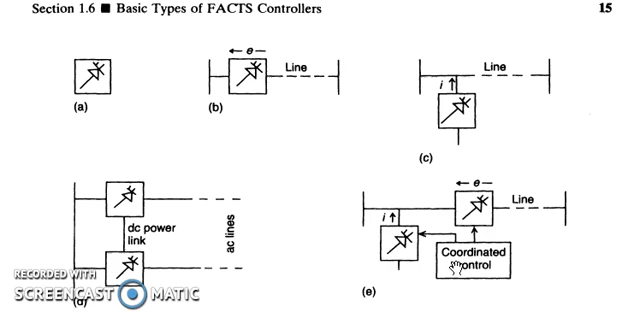 Section 1.6 ■ Basic Types of FACTS Controllers 15
← e –
Line
(a)
(b)
Line
i
(c)
dc power
link
ac lines
(d)
← e –
Line
i
Coordinated
control
(e)
RECORDED WITH
SCREENCAST MATIC